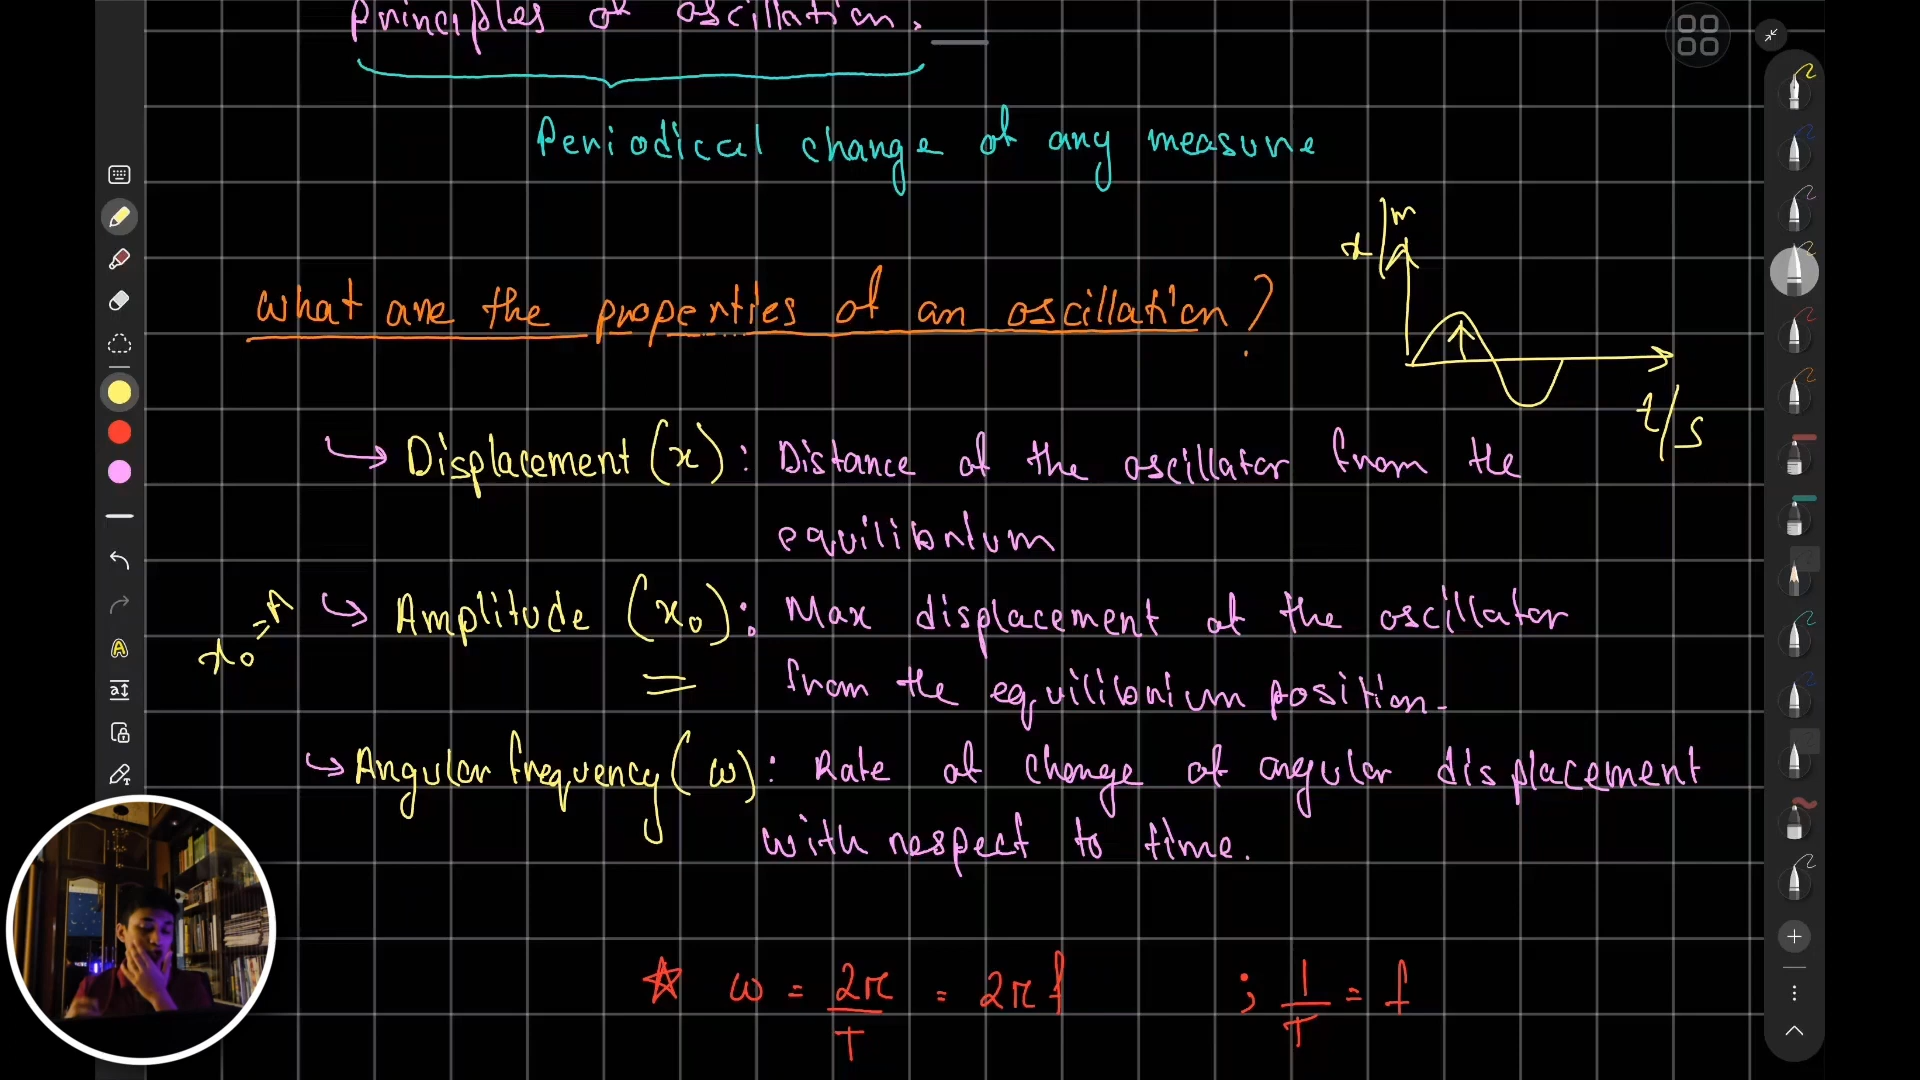 Principles of oscillation.
Periodical change of any measure
x/m
What are the properties of an oscillation?
t/s
↳ Displacement (x) : Distance of the oscillator from the
equilibrium
x₀ = A
↳ Amplitude (x₀) : Max displacement of the oscillator
from the equilibrium position.
↳ Angular frequency (ω) : Rate of change of angular displacement
with respect to time.
☆ ω = 2π/T = 2πf ; 1/T = f